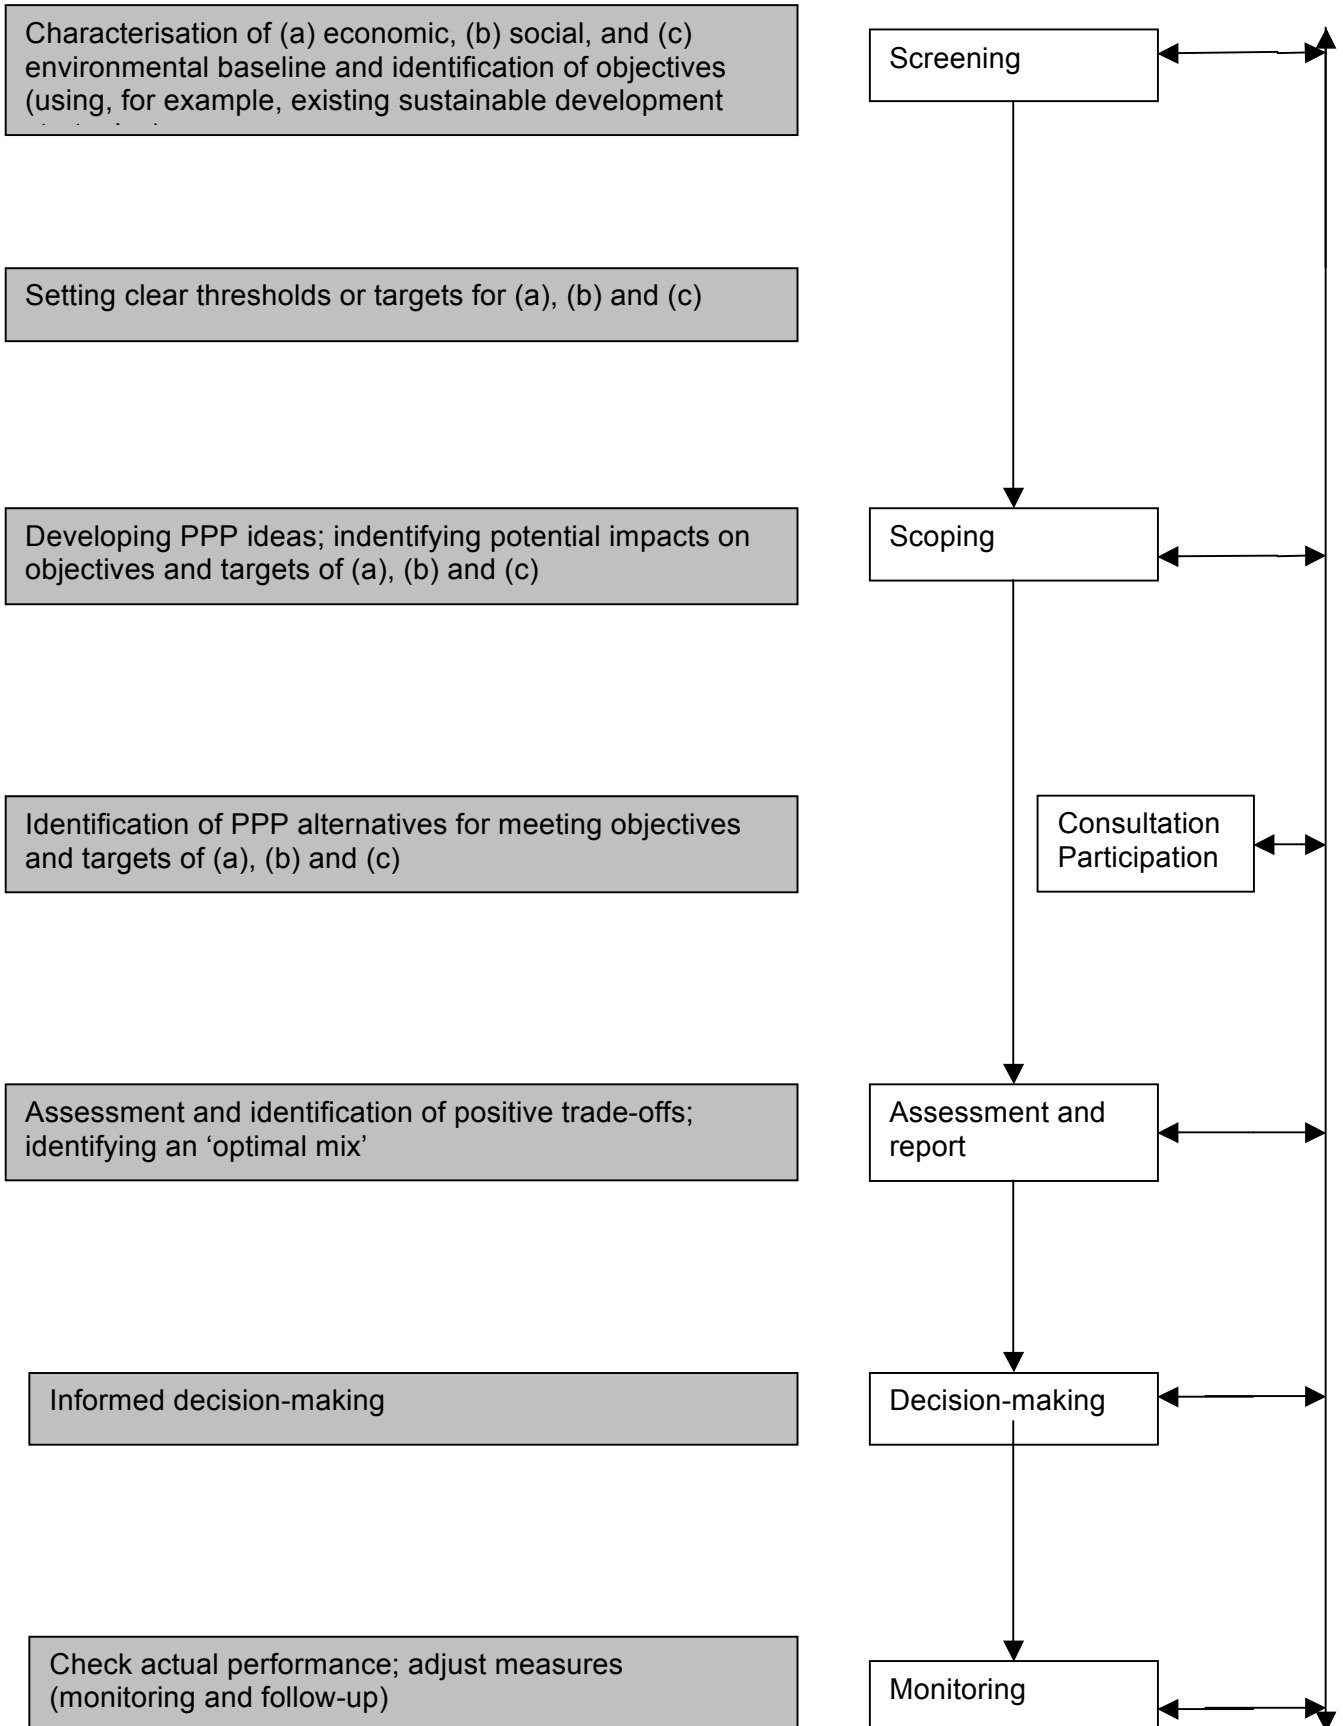 Characterisation of (a) economic, (b) social, and (c)
environmental baseline and identification of objectives
(using, for example, existing sustainable development
Screening
Setting clear thresholds or targets for (a), (b) and (c)
Developing PPP ideas; indentifying potential impacts on
objectives and targets of (a), (b) and (c)
Scoping
Identification of PPP alternatives for meeting objectives
and targets of (a), (b) and (c)
Consultation
Participation
Assessment and identification of positive trade-offs;
identifying an ‘optimal mix’
Assessment and
report
Informed decision-making
Decision-making
Check actual performance; adjust measures
(monitoring and follow-up)
Monitoring